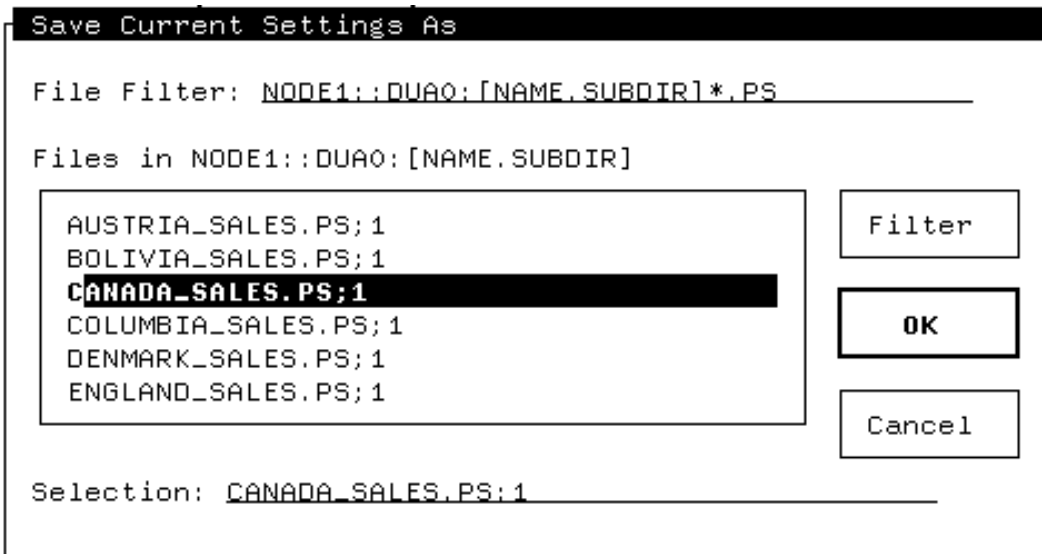 Save Current Settings As
File Filter: NODE1::DUA0:[NAME.SUBDIR]*.PS
Files in NODE1::DUA0:[NAME.SUBDIR]
AUSTRIA_SALES.PS;1
BOLIVIA_SALES.PS;1
CANADA_SALES.PS;1
COLUMBIA_SALES.PS;1
DENMARK_SALES.PS;1
ENGLAND_SALES.PS;1
Filter
OK
Cancel
Selection: CANADA_SALES.PS;1